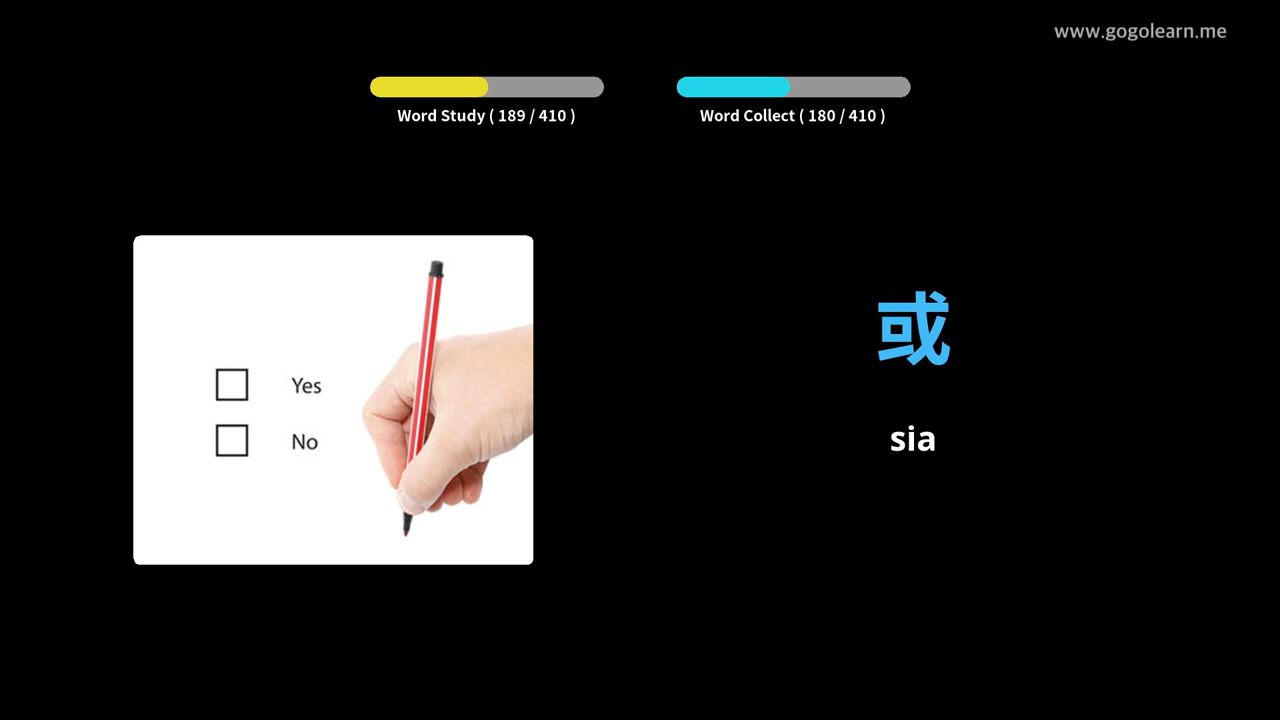 www.gogolearn.me
Word Study ( 189 / 410 )
Word Collect ( 180 / 410 )
Yes
No
或
sia